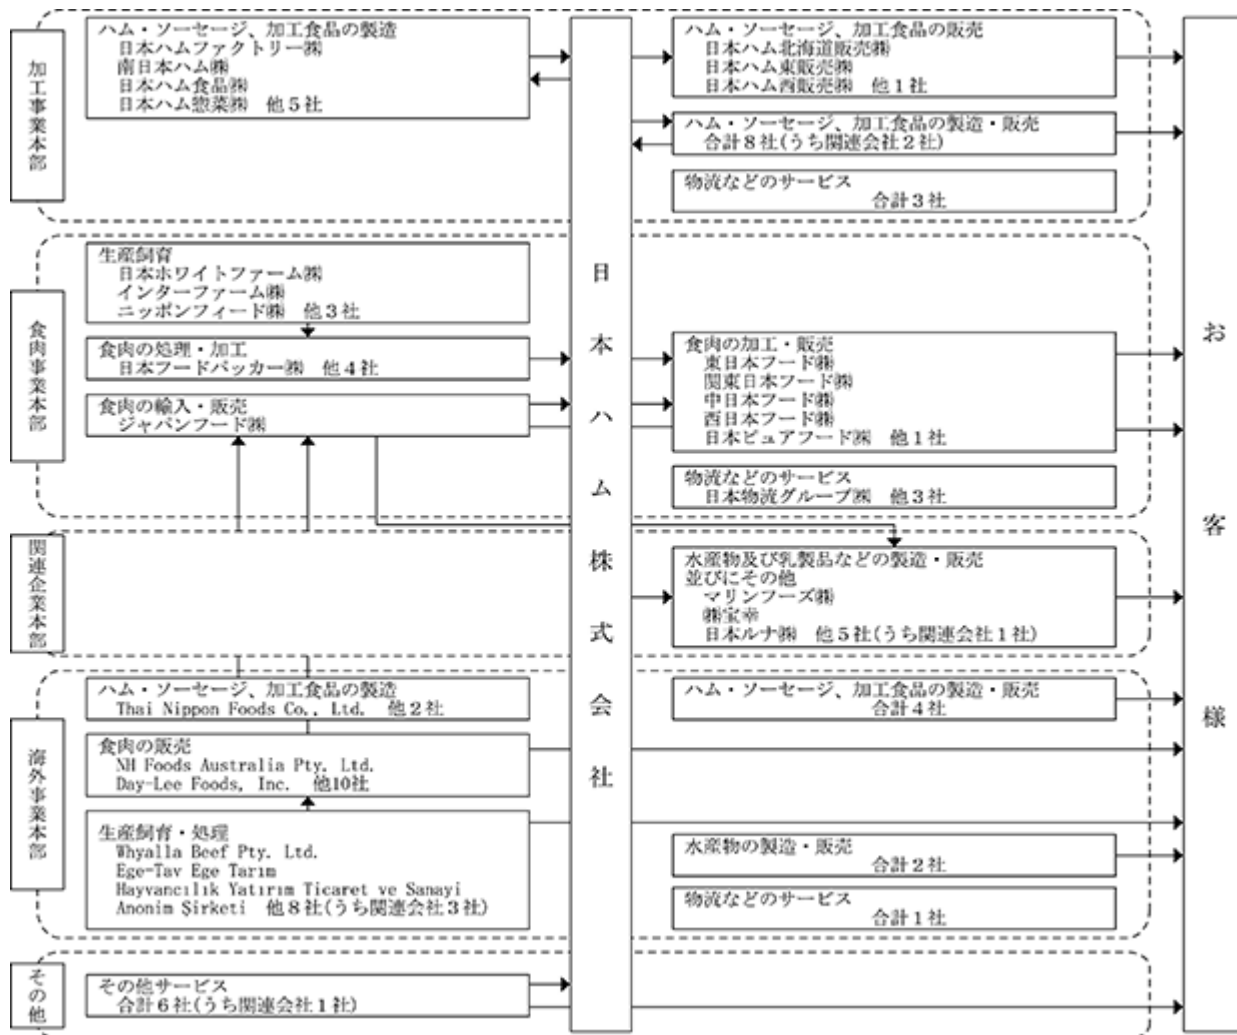 加工事業本部
ハム・ソーセージ、加工食品の製造
日本ハムファクトリー㈱
南日本ハム㈱
日本ハム食品㈱
日本ハム惣菜㈱　他５社
ハム・ソーセージ、加工食品の販売
日本ハム北海道販売㈱
日本ハム東販売㈱
日本ハム西販売㈱　他１社
ハム・ソーセージ、加工食品の製造・販売
合計８社(うち関連会社２社)
物流などのサービス
合計３社
食肉事業本部
生産飼育
日本ホワイトファーム㈱
インターファーム㈱
ニッポンフィード㈱　他３社
食肉の処理・加工
日本フードパッカー㈱　他４社
食肉の輸入・販売
ジャパンフード㈱
食肉の加工・販売
東日本フード㈱
関東日本フード㈱
中日本フード㈱
西日本フード㈱
日本ピュアフード㈱　他１社
物流などのサービス
日本物流グループ㈱　他３社
関連企業本部
水産物及び乳製品などの製造・販売
並びにその他
マリンフーズ㈱
㈱宝幸
日本ルナ㈱　他５社(うち関連会社１社)
海外事業本部
ハム・ソーセージ、加工食品の製造
Thai Nippon Foods Co., Ltd.　他２社
食肉の販売
NH Foods Australia Pty. Ltd.
Day-Lee Foods, Inc.　他10社
生産飼育・処理
Whyalla Beef Pty. Ltd.
Ege-Tav Ege Tarım
Hayvancılık Yatırım Ticaret ve Sanayi
Anonim Şirketi　他８社(うち関連会社３社)
ハム・ソーセージ、加工食品の製造・販売
合計４社
水産物の製造・販売
合計２社
物流などのサービス
合計１社
その他
その他サービス
合計６社(うち関連会社１社)
日本ハム株式会社
お客様